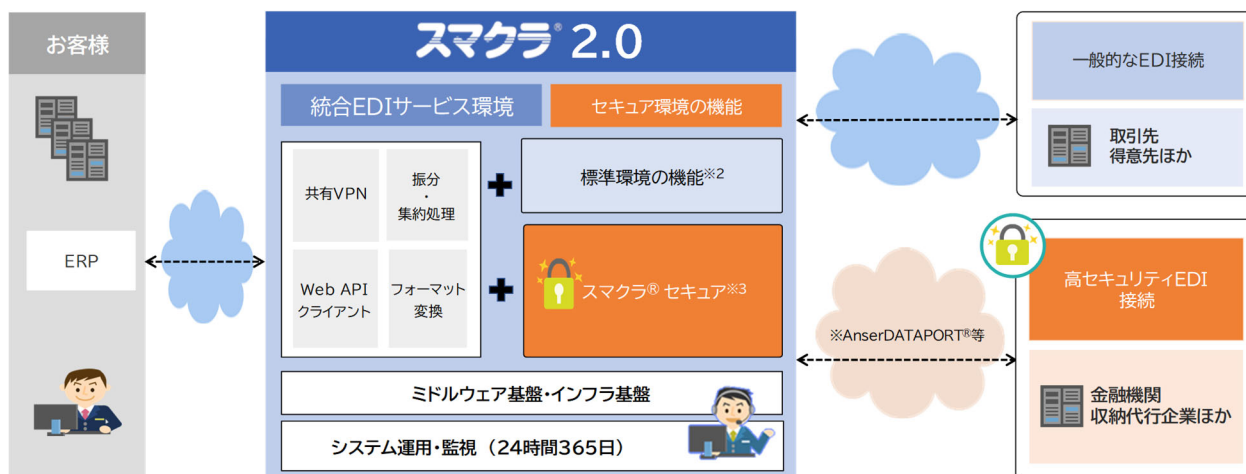 お客様
ERP
スマクラ® 2.0
統合EDIサービス環境
セキュア環境の機能
共有VPN
振分
・
集約処理
Web API
クライアント
フォーマット
変換
標準環境の機能※2
スマクラ® セキュア※3
ミドルウェア基盤・インフラ基盤
システム運用・監視（24時間365日）
一般的なEDI接続
取引先
得意先ほか
※AnserDATAPORT®等
高セキュリティEDI
接続
金融機関
収納代行企業ほか